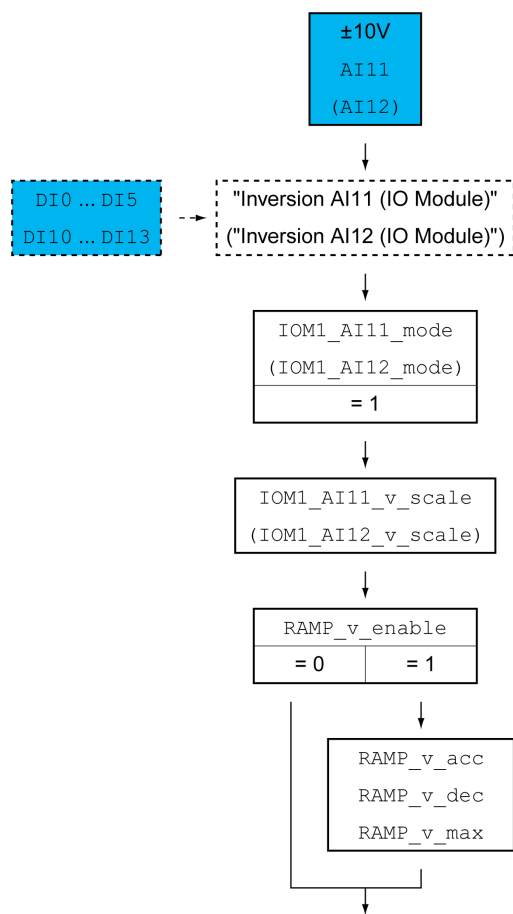 ±10V
AI11
(AI12)
DI0 ... DI5
DI10 ... DI13
"Inversion AI11 (IO Module)"
("Inversion AI12 (IO Module)")
IOM1_AI11_mode
(IOM1_AI12_mode)
= 1
IOM1_AI11_v_scale
(IOM1_AI12_v_scale)
RAMP_v_enable
= 0
= 1
RAMP_v_acc
RAMP_v_dec
RAMP_v_max